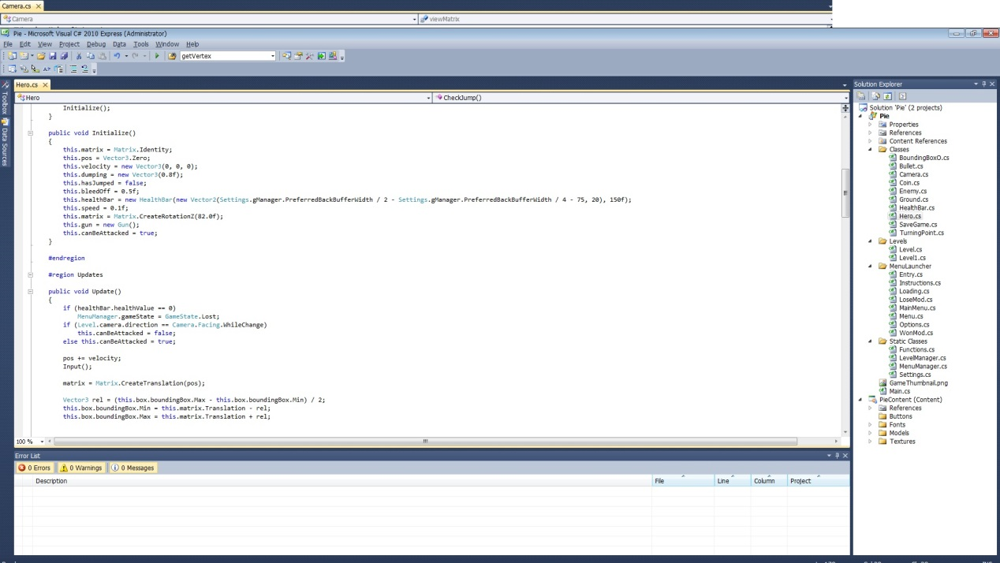 Camera.cs
Camera
viewMatrix
Pie - Microsoft Visual C# 2010 Express (Administrator)
File Edit View Project Debug Data Tools Window Help
getVertex
Toolbox
Data Sources
Hero.cs
Hero
CheckJump()
Initialize();
}
public void Initialize()
{
this.matrix = Matrix.Identity;
this.pos = Vector3.Zero;
this.velocity = new Vector3(0, 0, 0);
this.dumping = new Vector3(0.8f);
this.hasJumped = false;
this.bleedOff = 0.5f;
this.healthBar = new HealthBar(new Vector2(Settings.gManager.PreferredBackBufferWidth / 2 - Settings.gManager.PreferredBackBufferWidth / 4 - 75, 20), 150f);
this.speed = 0.1f;
this.matrix = Matrix.CreateRotationZ(82.0f);
this.gun = new Gun();
this.canBeAttacked = true;
}
#endregion
#region Updates
public void Update()
{
if (healthBar.healthValue == 0)
MenuManager.gameState = GameState.Lost;
if (Level.camera.direction == Camera.Facing.WhileChange)
this.canBeAttacked = false;
else this.canBeAttacked = true;
pos += velocity;
Input();
matrix = Matrix.CreateTranslation(pos);
Vector3 rel = (this.box.boundingBox.Max - this.box.boundingBox.Min) / 2;
this.box.boundingBox.Min = this.matrix.Translation - rel;
this.box.boundingBox.Max = this.matrix.Translation + rel;
100 %
Error List
0 Errors
0 Warnings
0 Messages
Description
File
Line
Column
Project
Solution Explorer
Solution 'Pie' (2 projects)
Pie
Properties
References
Content References
Classes
BoundingBoxO.cs
Bullet.cs
Camera.cs
Coin.cs
Enemy.cs
Ground.cs
HealthBar.cs
Hero.cs
SaveGame.cs
TurningPoint.cs
Levels
Level.cs
Level1.cs
MenuLauncher
Entry.cs
Instructions.cs
Loading.cs
LoseMod.cs
MainMenu.cs
Menu.cs
Options.cs
WonMod.cs
Static Classes
Functions.cs
LevelManager.cs
MenuManager.cs
Settings.cs
GameThumbnail.png
Main.cs
PieContent (Content)
References
Buttons
Fonts
Models
Textures